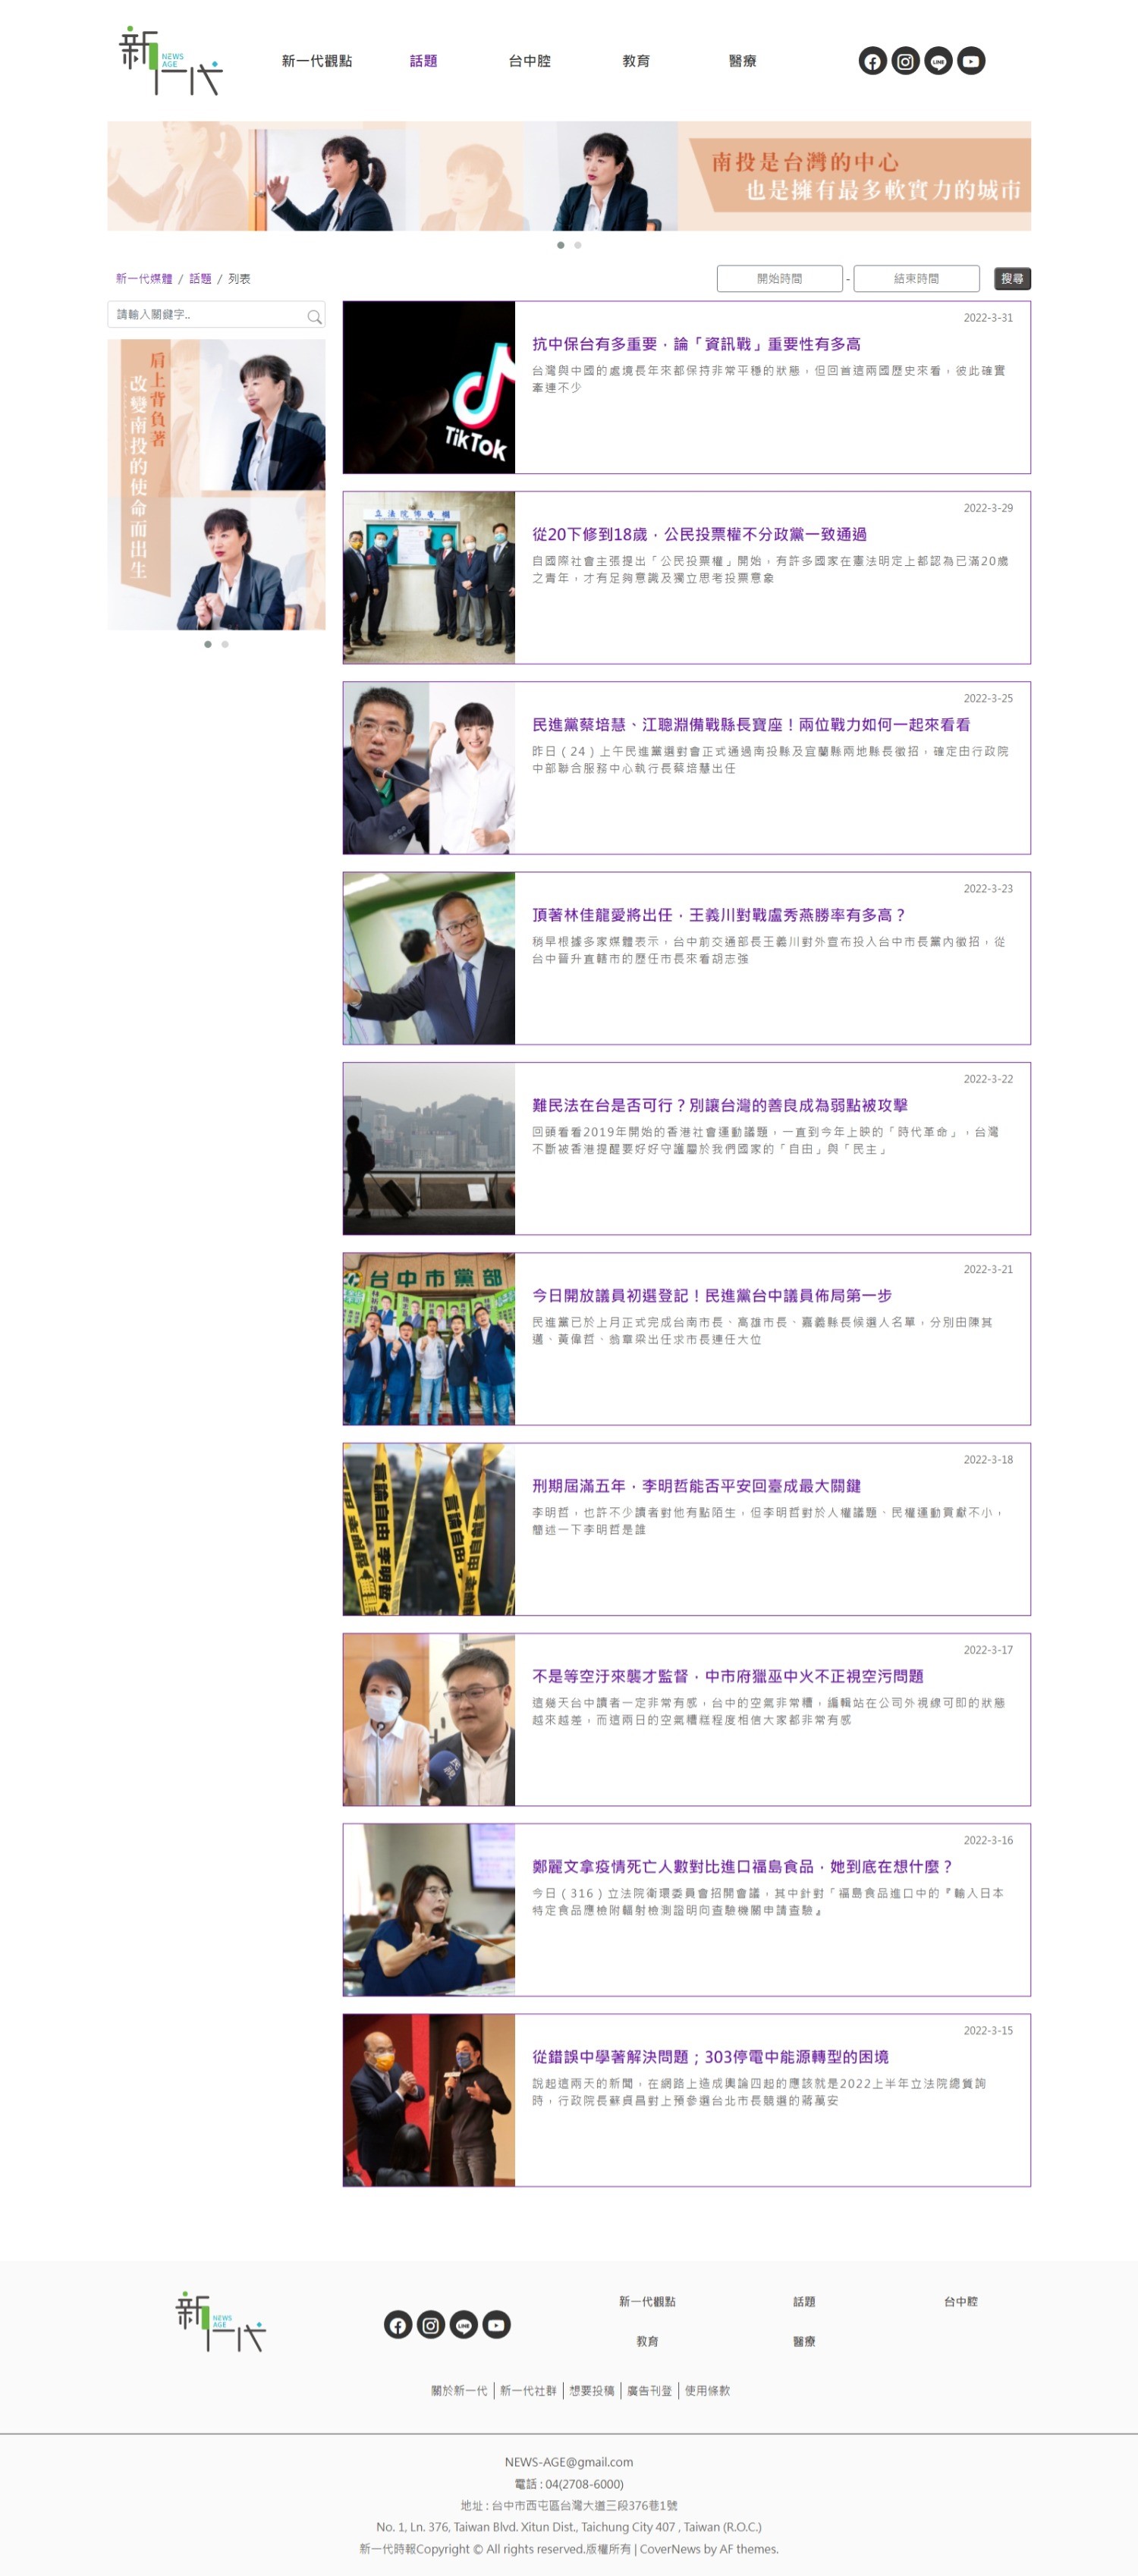 新一代
NEWS
AGE
新一代觀點
話題
台中腔
教育
醫療
LINE
南投是台灣的中心
也是擁有最多軟實力的城市
新一代媒體 / 話題 / 列表
開始時間 - 結束時間 搜尋
請輸入關鍵字..
肩上背負著
改變南投的使命而出生
TikTok
2022-3-31
抗中保台有多重要，論「資訊戰」重要性有多高
台灣與中國的處境長年來都保持非常平穩的狀態，但回首這兩國歷史來看，彼此確實
牽連不少
立法院佈告欄
2022-3-29
從20下修到18歲，公民投票權不分政黨一致通過
自國際社會主張提出「公民投票權」開始，有許多國家在憲法明定上都認為已滿20歲
之青年，才有足夠意識及獨立思考投票意象
2022-3-25
民進黨蔡培慧、江聰淵備戰縣長寶座！兩位戰力如何一起來看看
昨日（24）上午民進黨選對會正式通過南投縣及宜蘭縣兩地縣長徵招，確定由行政院
中部聯合服務中心執行長蔡培慧出任
2022-3-23
頂著林佳龍愛將出任，王義川對戰盧秀燕勝率有多高？
稍早根據多家媒體表示，台中前交通部長王義川對外宣布投入台中市長黨內徵招，從
台中晉升直轄市的歷任市長來看胡志強
2022-3-22
難民法在台是否可行？別讓台灣的善良成為弱點被攻擊
回頭看看2019年開始的香港社會運動議題，一直到今年上映的「時代革命」，台灣
不斷被香港提醒要好好守護屬於我們國家的「自由」與「民主」
台中市黨部
2022-3-21
今日開放議員初選登記！民進黨台中議員佈局第一步
民進黨已於上月正式完成台南市長、高雄市長、嘉義縣長候選人名單，分別由陳其
邁、黃偉哲、翁章梁出任求市長連任大位
言論自由 李明哲
言論自由
2022-3-18
刑期屆滿五年，李明哲能否平安回臺成最大關鍵
李明哲，也許不少讀者對他有點陌生，但李明哲對於人權議題、民權運動貢獻不小，
簡述一下李明哲是誰
民視
2022-3-17
不是等空汙來襲才監督，中市府獵巫中火不正視空污問題
這幾天台中讀者一定非常有感，台中的空氣非常糟，編輯站在公司外視線可即的狀態
越來越差，而這兩日的空氣糟糕程度相信大家都非常有感
2022-3-16
鄭麗文拿疫情死亡人數對比進口福島食品，她到底在想什麼？
今日（316）立法院衛環委員會招開會議，其中針對「福島食品進口中的『輸入日本
特定食品應檢附輻射檢測證明向查驗機關申請查驗』
2022-3-15
從錯誤中學著解決問題；303停電中能源轉型的困境
說起這兩天的新聞，在網路上造成輿論四起的應該就是2022上半年立法院總質詢
時，行政院長蘇貞昌對上預參選台北市長競選的蔣萬安
新一代
NEWS
AGE
LINE
新一代觀點
話題
台中腔
教育
醫療
關於新一代 | 新一代社群 | 想要投稿 | 廣告刊登 | 使用條款
NEWS-AGE@gmail.com
電話 : 04(2708-6000)
地址 : 台中市西屯區台灣大道三段376巷1號
No. 1, Ln. 376, Taiwan Blvd. Xitun Dist., Taichung City 407 , Taiwan (R.O.C.)
新一代時報Copyright © All rights reserved.版權所有 | CoverNews by AF themes.